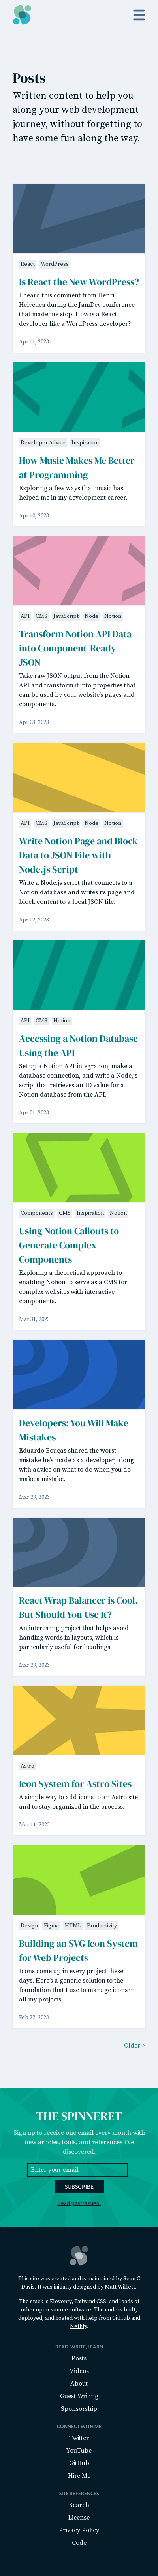 Posts
Written content to help you
along your web development
journey, without forgetting to
have some fun along the way.
React WordPress
Is React the New WordPress?
I heard this comment from Henri
Helvetica during the JamDev conference
that made me stop, How is a React
developer like a WordPress developer?
Apr 11, 2023
Developer Advice Inspiration
How Music Makes Me Better
at Programming
Exploring a few ways that music has
helped me in my development career.
Apr 10, 2023
API CMS JavaScript Node Notion
Transform Notion API Data
into Component-Ready
JSON
Take raw JSON output from the Notion
API and transform it into properties that
can be used by your website's pages and
components.
Apr 03, 2023
API CMS JavaScript Node Notion
Write Notion Page and Block
Data to JSON File with
Node.js Script
Write a Node.js script that connects to a
Notion database and writes its page and
block content to a local JSON file.
Apr 02, 2023
API CMS Notion
Accessing a Notion Database
Using the API
Set up a Notion API integration, make a
database connection, and write a Node.js
script that retrieves an ID value for a
Notion database from the API.
Apr 01, 2023
Components CMS Inspiration Notion
Using Notion Callouts to
Generate Complex
Components
Exploring a theoretical approach to
enabling Notion to serve as a CMS for
complex websites with interactive
components.
Mar 31, 2023
Developers: You Will Make
Mistakes
Eduardo Bouças shared the worst
mistake he's made as a developer, along
with advice on what to do when you do
make a mistake.
Mar 29, 2023
React Wrap Balancer is Cool.
But Should You Use It?
An interesting project that helps avoid
handing words in layouts, which is
particularly useful for headings.
Mar 29, 2023
Astro
Icon System for Astro Sites
A simple way to add icons to an Astro site
and to stay organized in the process.
Mar 11, 2023
Design Figma HTML Productivity
Building an SVG Icon System
for Web Projects
Icons come up in every project these
days. Here's a generic solution to the
foundation that I use to manage icons in
all my projects.
Feb 17, 2023
Older >
THE SPINNERET
Sign up to receive one email every month with
new articles, tools, and references I've
discovered.
Enter your email
SUBSCRIBE
Read past issues.
This site was created and is maintained by Sean C
Davis. It was initially designed by Matt Willett.
The stack is Eleventy, Tailwind CSS, and loads of
other open source software. The code is built,
deployed, and hosted with help from GitHub and
Netlify.
READ, WRITE, LEARN
Posts
Videos
About
Guest Writing
Sponsorship
CONNECT WITH ME
Twitter
YouTube
GitHub
Hire Me
SITE REFERENCES
Search
License
Privacy Policy
Code